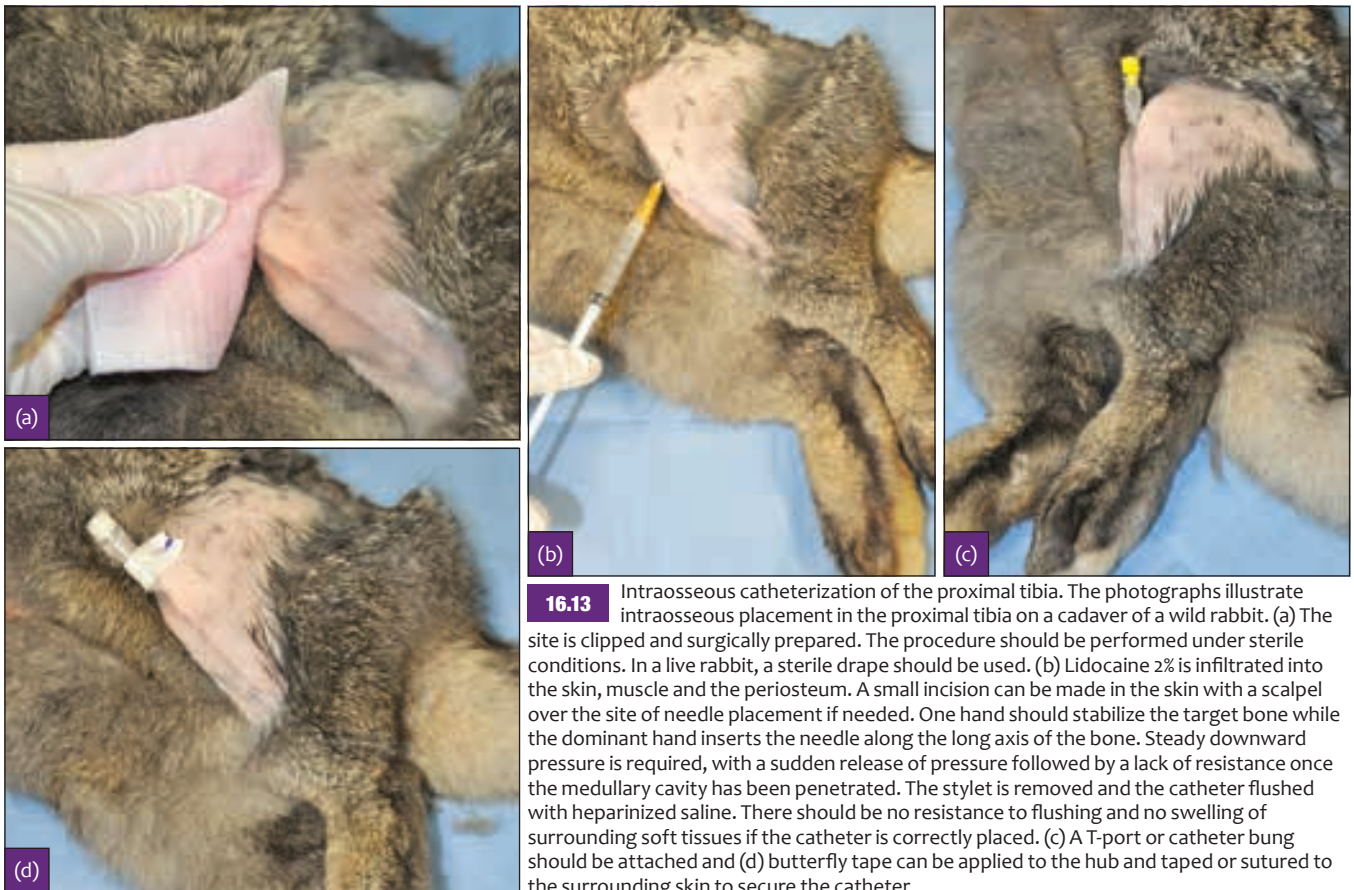 (a)
(b)
(c)
(d)
16.13 Intraosseous catheterization of the proximal tibia. The photographs illustrate
intraosseous placement in the proximal tibia on a cadaver of a wild rabbit. (a) The
site is clipped and surgically prepared. The procedure should be performed under sterile
conditions. In a live rabbit, a sterile drape should be used. (b) Lidocaine 2% is infiltrated into
the skin, muscle and the periosteum. A small incision can be made in the skin with a scalpel
over the site of needle placement if needed. One hand should stabilize the target bone while
the dominant hand inserts the needle along the long axis of the bone. Steady downward
pressure is required, with a sudden release of pressure followed by a lack of resistance once
the medullary cavity has been penetrated. The stylet is removed and the catheter flushed
with heparinized saline. There should be no resistance to flushing and no swelling of
surrounding soft tissues if the catheter is correctly placed. (c) A T-port or catheter bung
should be attached and (d) butterfly tape can be applied to the hub and taped or sutured to
the surrounding skin to secure the catheter